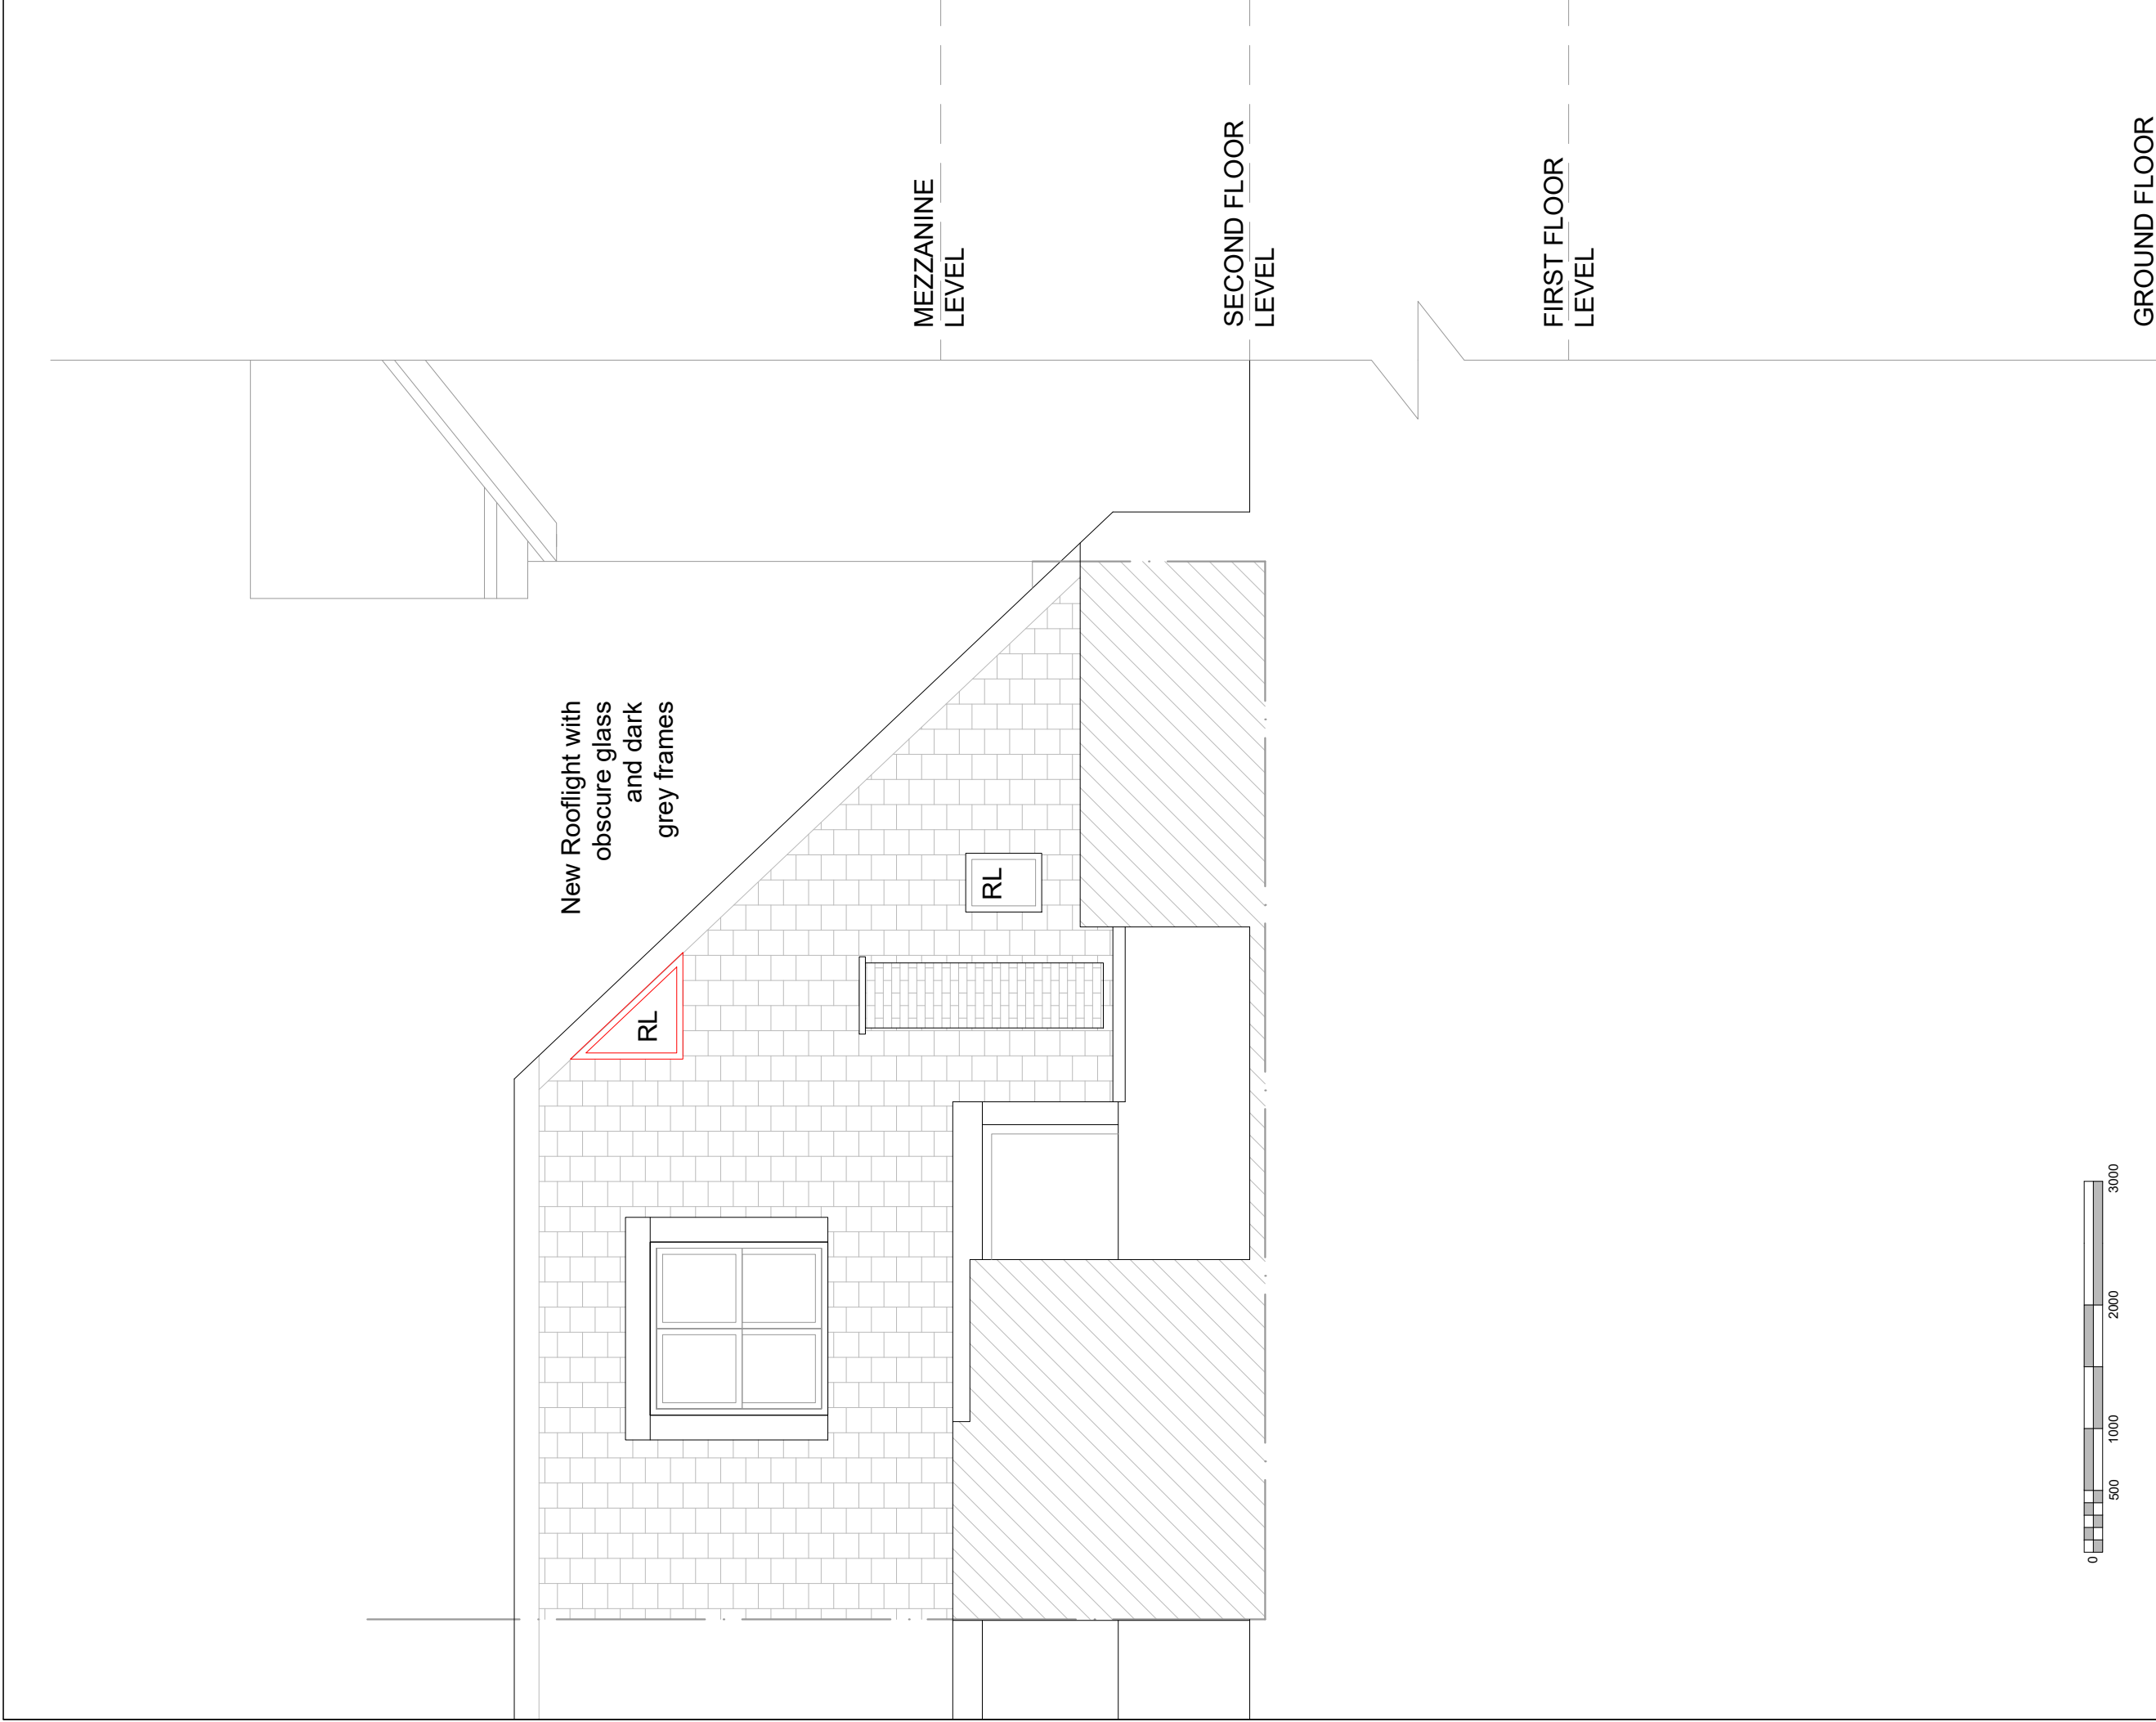 New Rooflight with
obscure glass
and dark
grey frames
RL
RL
MEZZANINE
LEVEL
SECOND FLOOR
LEVEL
FIRST FLOOR
LEVEL
GROUND FLOOR
0
500
1000
2000
3000